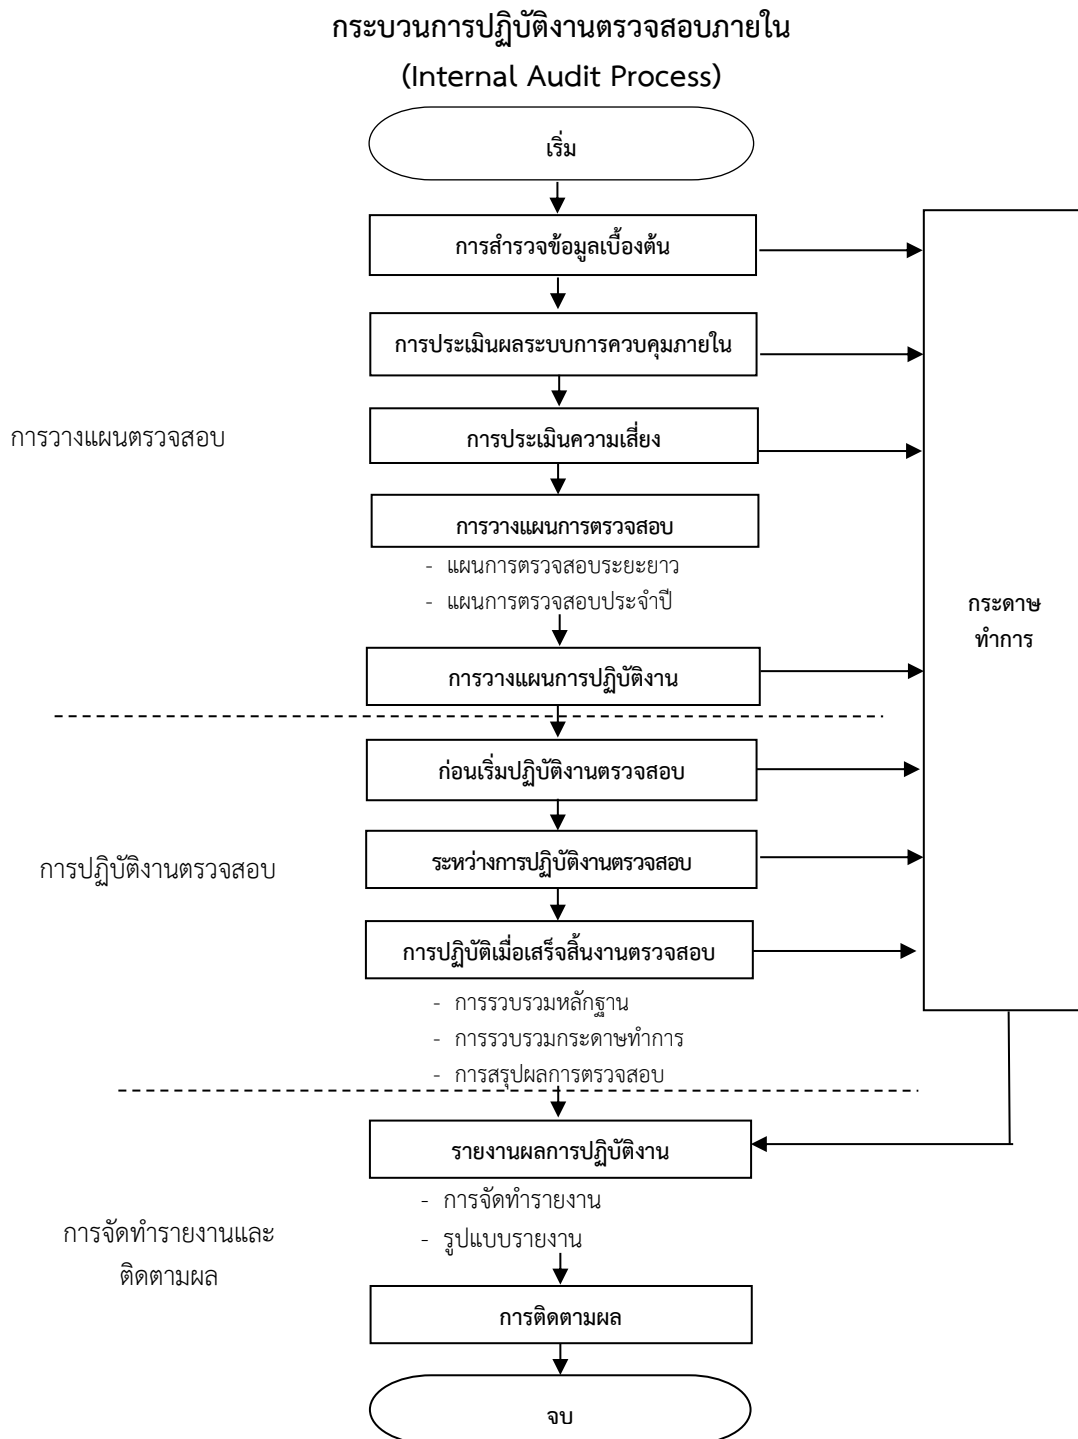 กระบวนการปฏิบัติงานตรวจสอบภายใน
(Internal Audit Process)
เริ่ม
การสำรวจข้อมูลเบื้องต้น
การประเมินผลระบบการควบคุมภายใน
การวางแผนตรวจสอบ
การประเมินความเสี่ยง
การวางแผนการตรวจสอบ
- แผนการตรวจสอบระยะยาว
- แผนการตรวจสอบประจำปี
กระดาษ
ทำการ
การวางแผนการปฏิบัติงาน
ก่อนเริ่มปฏิบัติงานตรวจสอบ
การปฏิบัติงานตรวจสอบ
ระหว่างการปฏิบัติงานตรวจสอบ
การปฏิบัติเมื่อเสร็จสิ้นงานตรวจสอบ
- การรวบรวมหลักฐาน
- การรวบรวมกระดาษทำการ
- การสรุปผลการตรวจสอบ
รายงานผลการปฏิบัติงาน
- การจัดทำรายงาน
- รูปแบบรายงาน
การจัดทำรายงานและ
ติดตามผล
การติดตามผล
จบ